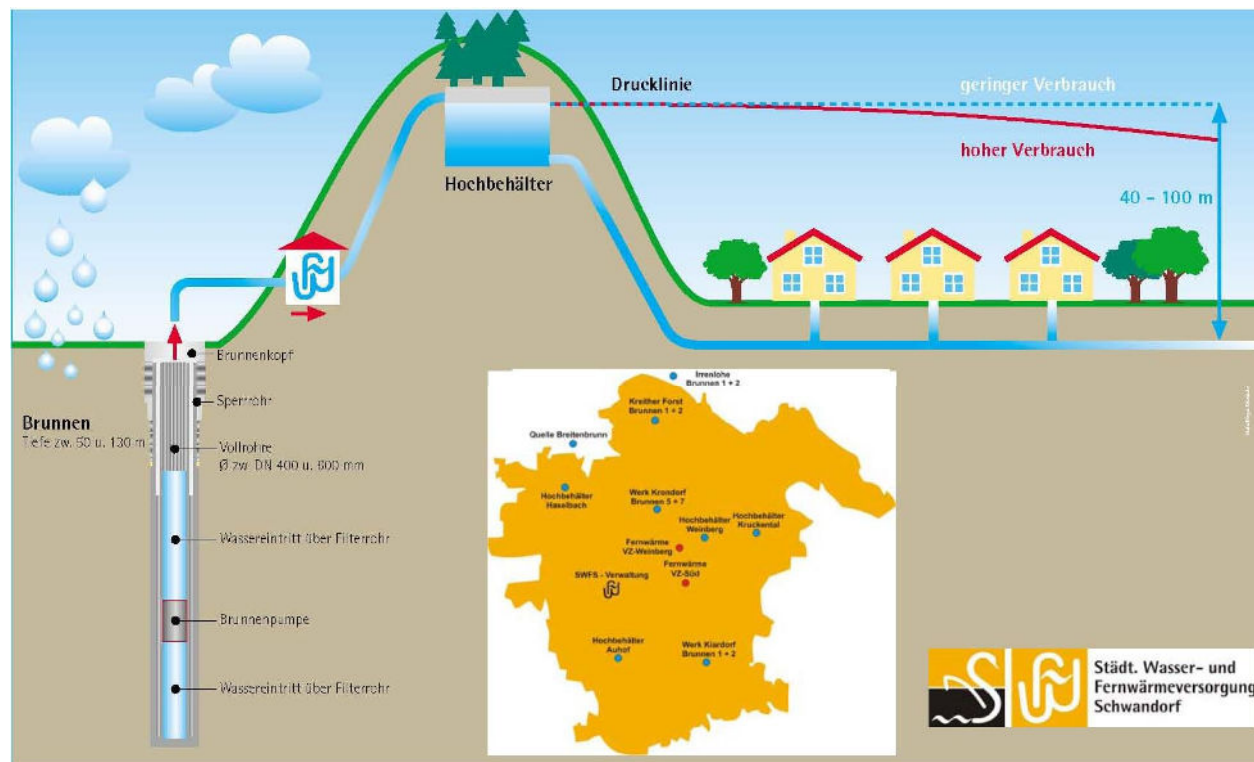 Drucklinie
geringer Verbrauch
hoher Verbrauch
Hochbehälter
40 – 100 m
Brunnenkopf
Sperrrohr
Brunnen
Tiefe zw. 50 u. 130 m
Vollrohre
Ø zw. DN 400 u. 600 mm
Wassereintritt über Filterrohr
Brunnenpumpe
Wassereintritt über Filterrohr
Irrenlohe
Brunnen 1 + 2
Kreither Forst
Brunnen 1 + 2
Quelle Breitenbrunn
Hochbehälter
Haselbach
Werk Krondorf
Brunnen 5 + 7
Hochbehälter
Weinberg
Hochbehälter
Kruckental
Fernwärme
VZ-Weinberg
Fernwärme
VZ-Süd
SWFS - Verwaltung
Hochbehälter
Auhof
Werk Klardorf
Brunnen 1 + 2
Städt. Wasser- und
Fernwärmeversorgung
Schwandorf